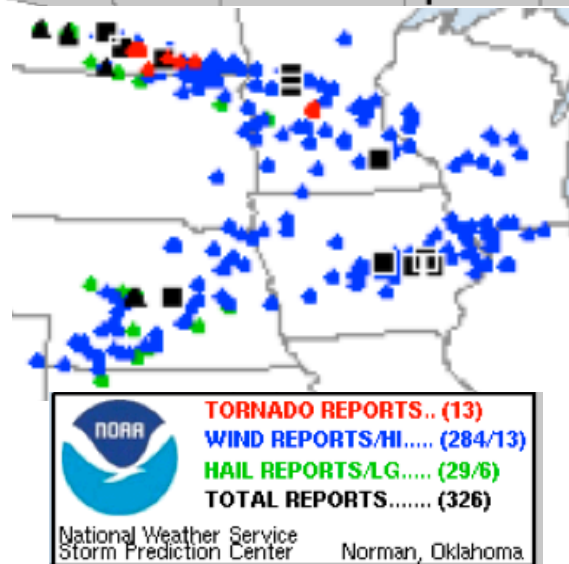 TORNADO REPORTS.. (13)
WIND REPORTS/HI..... (284/13)
HAIL REPORTS/LG..... (29/6)
TOTAL REPORTS....... (326)
NOAA
National Weather Service
Storm Prediction Center
Norman, Oklahoma